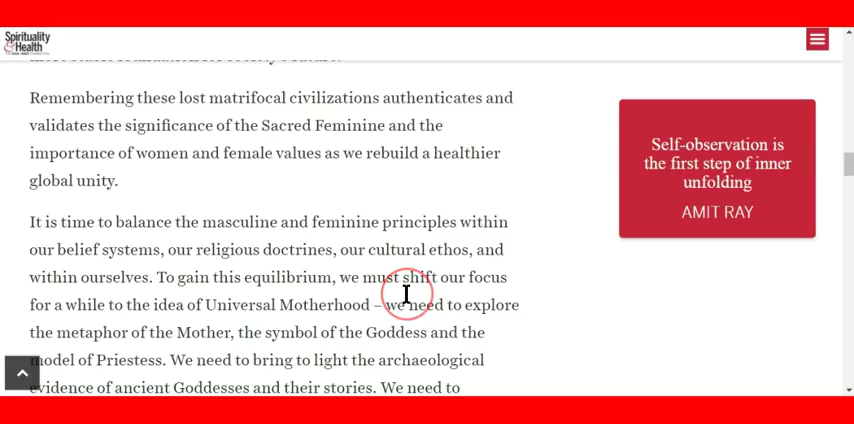 Spirituality
& Health
Remembering these lost matrifocal civilizations authenticates and
validates the significance of the Sacred Feminine and the
importance of women and female values as we rebuild a healthier
global unity.
It is time to balance the masculine and feminine principles within
our belief systems, our religious doctrines, our cultural ethos, and
within ourselves. To gain this equilibrium, we must shift our focus
for a while to the idea of Universal Motherhood – we need to explore
the metaphor of the Mother, the symbol of the Goddess and the
model of Priestess. We need to bring to light the archaeological
evidence of ancient Goddesses and their stories. We need to
Self-observation is
the first step of inner
unfolding
AMIT RAY